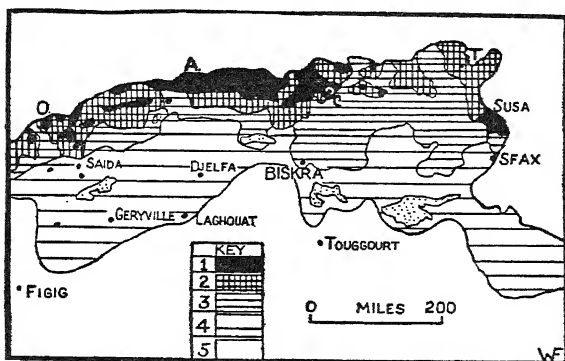 A.
T
O
C
SUSA
SAIDA
DJELFA
BISKRA
SFAX
GERYVILLE
LAGHOUAT
TOUGGOURT
FIGIG
KEY
1
2
3
4
5
0 MILES 200
WF